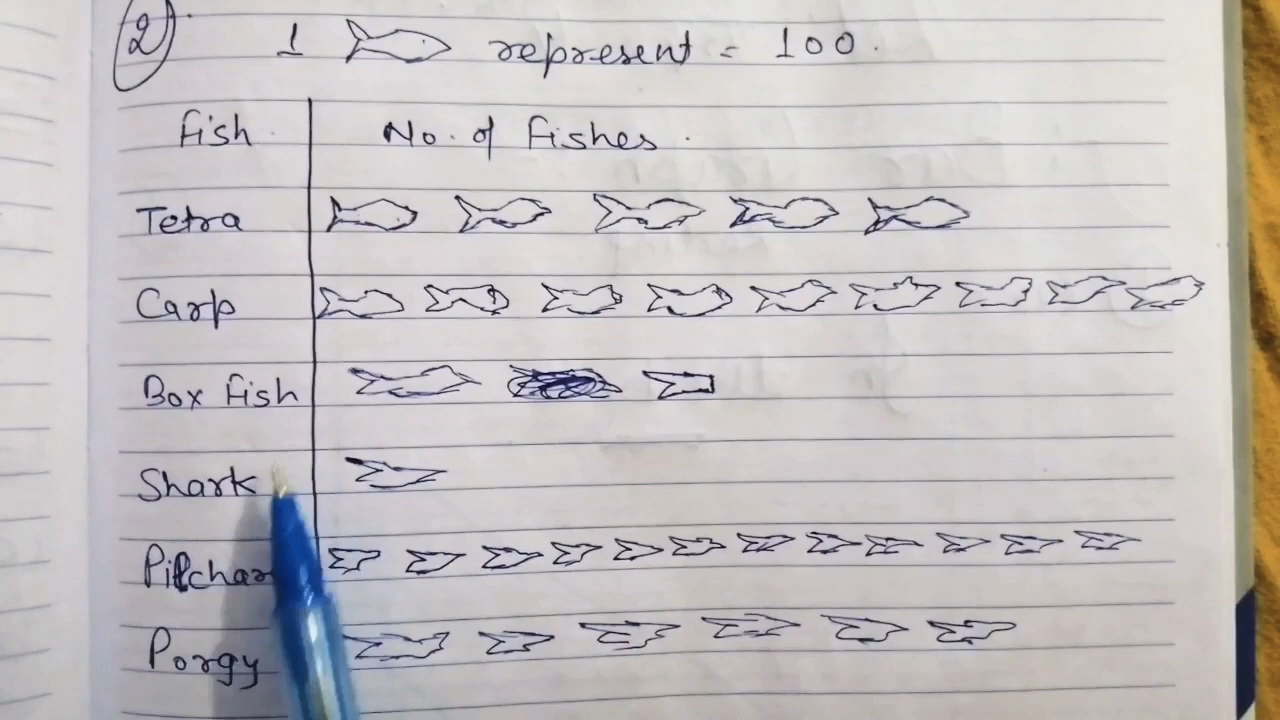 2 1 represent = 100.
Fish No. of Fishes.
Tetra
Carp
Box Fish
Shark
Porgy